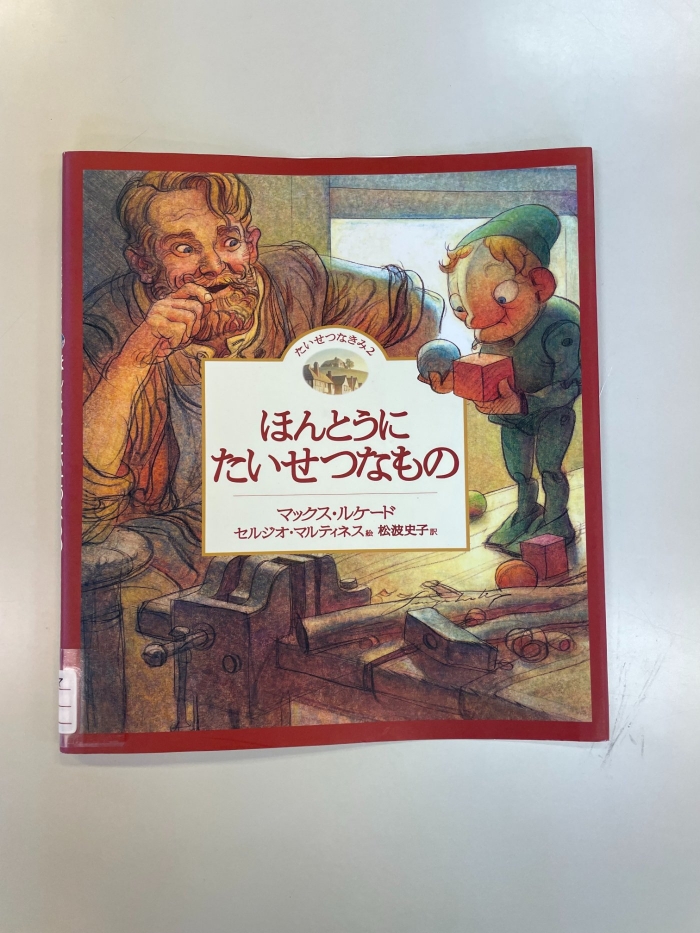 たいせつなきみ2
ほんとうに
たいせつなもの
マックス・ルケード
セルジオ・マルティネス絵 松波史子訳